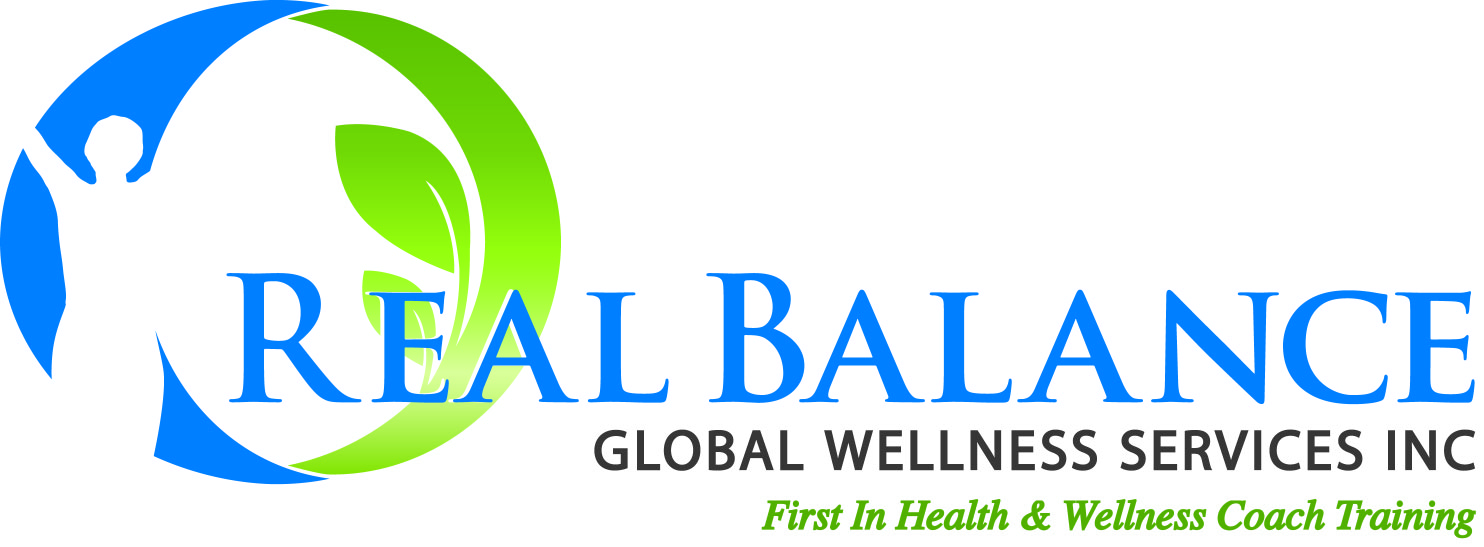 REAL BALANCE
GLOBAL WELLNESS SERVICES INC
First In Health & Wellness Coach Training